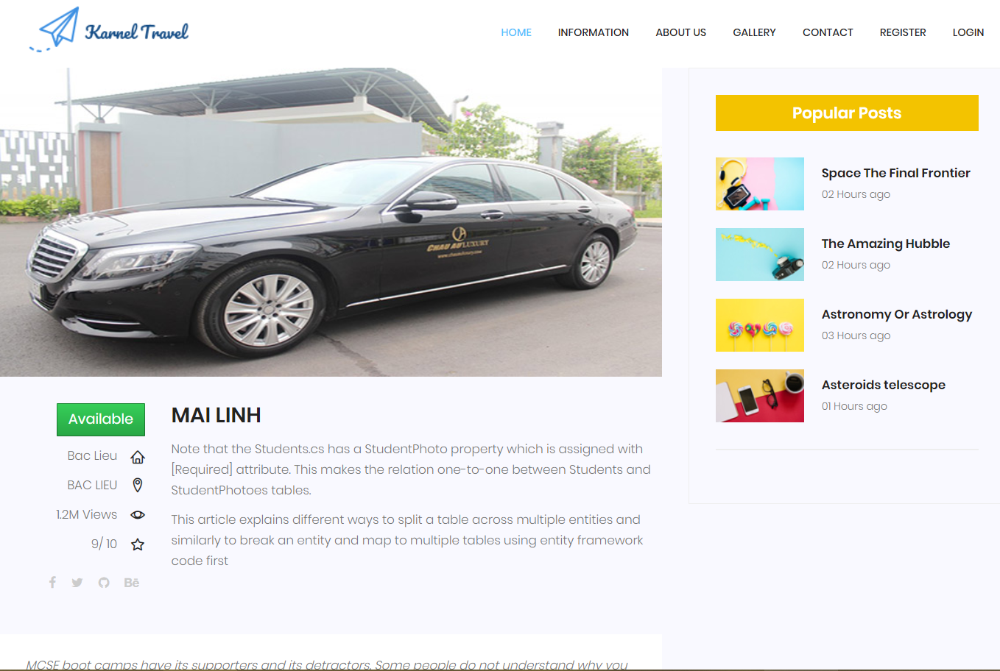 Karnel Travel
HOME
INFORMATION
ABOUT US
GALLERY
CONTACT
REGISTER
LOGIN
CHAU AU LUXURY
Popular Posts
Space The Final Frontier
02 Hours ago
The Amazing Hubble
02 Hours ago
Astronomy Or Astrology
03 Hours ago
Asteroids telescope
01 Hours ago
Available
Bac Lieu
BAC LIEU
1.2M Views
9/ 10
MAI LINH
Note that the Students.cs has a StudentPhoto property which is assigned with
[Required] attribute. This makes the relation one-to-one between Students and
StudentPhotoes tables.
This article explains different ways to split a table across multiple entities and
similarly to break an entity and map to multiple tables using entity framework
code first
Bē
MCSE boot camps have its supporters and its detractors. Some people do not understand why you